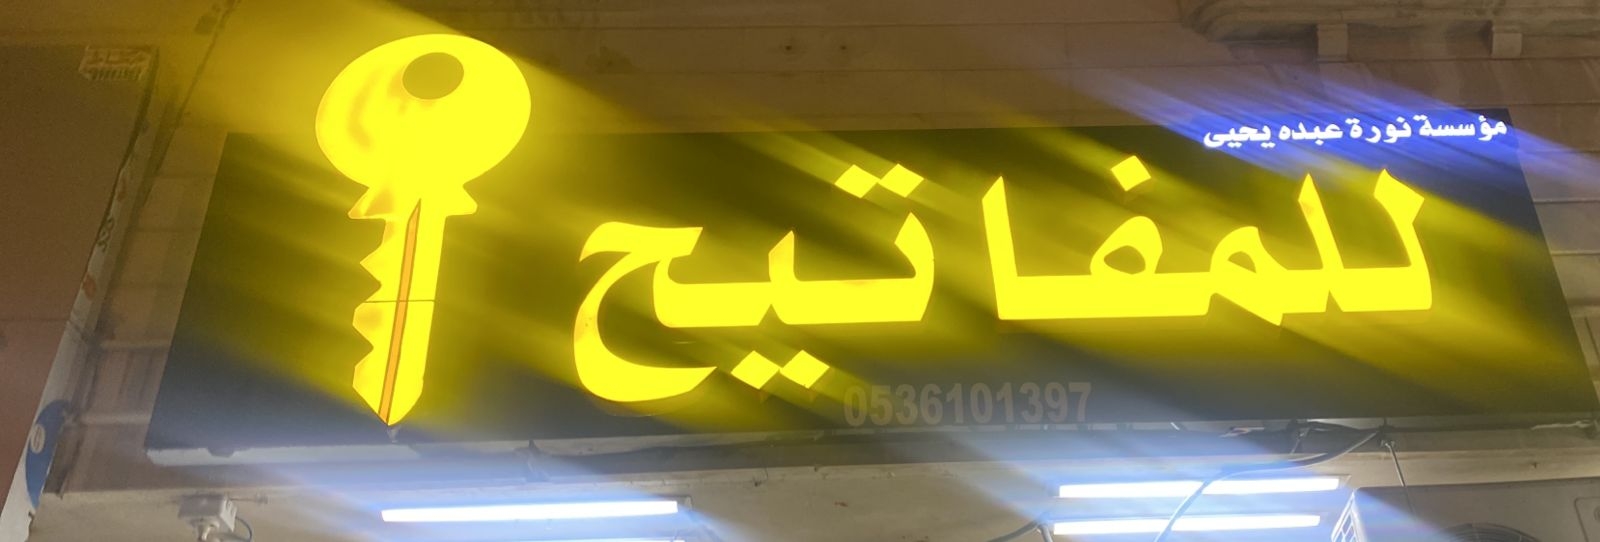 مؤسسة نورة عبده يحيى
للمفاتيح
0536101397